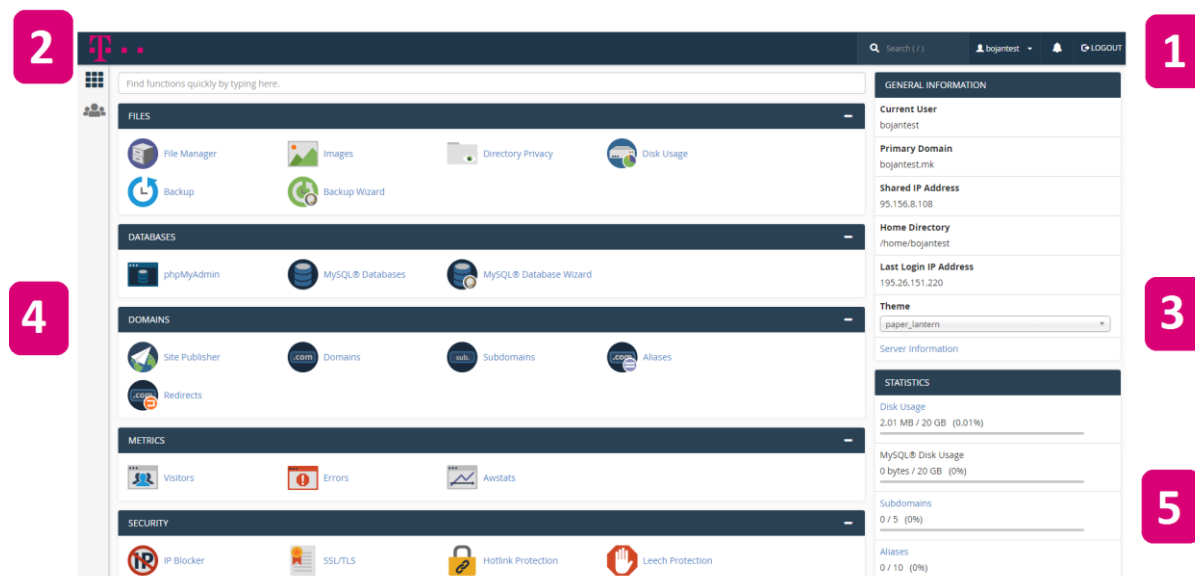 2
1
T
Search ( / )
bojantest
LOGOUT
Find functions quickly by typing here.
FILES
File Manager
Images
Directory Privacy
Disk Usage
Backup
Backup Wizard
DATABASES
phpMyAdmin
MySQL® Databases
MySQL® Database Wizard
4
DOMAINS
Site Publisher
.com
Domains
sub.
Subdomains
.com
Aliases
.com
Redirects
METRICS
Visitors
Errors
Awstats
SECURITY
IP
IP Blocker
SSL/TLS
Hotlink Protection
Leech Protection
GENERAL INFORMATION
Current User
bojantest
Primary Domain
bojantest.mk
Shared IP Address
95.156.8.108
Home Directory
/home/bojantest
Last Login IP Address
195.26.151.220
Theme
paper_lantern
Server Information
3
STATISTICS
Disk Usage
2.01 MB / 20 GB (0.01%)
MySQL® Disk Usage
0 bytes / 20 GB (0%)
Subdomains
0 / 5 (0%)
Aliases
0 / 10 (0%)
5